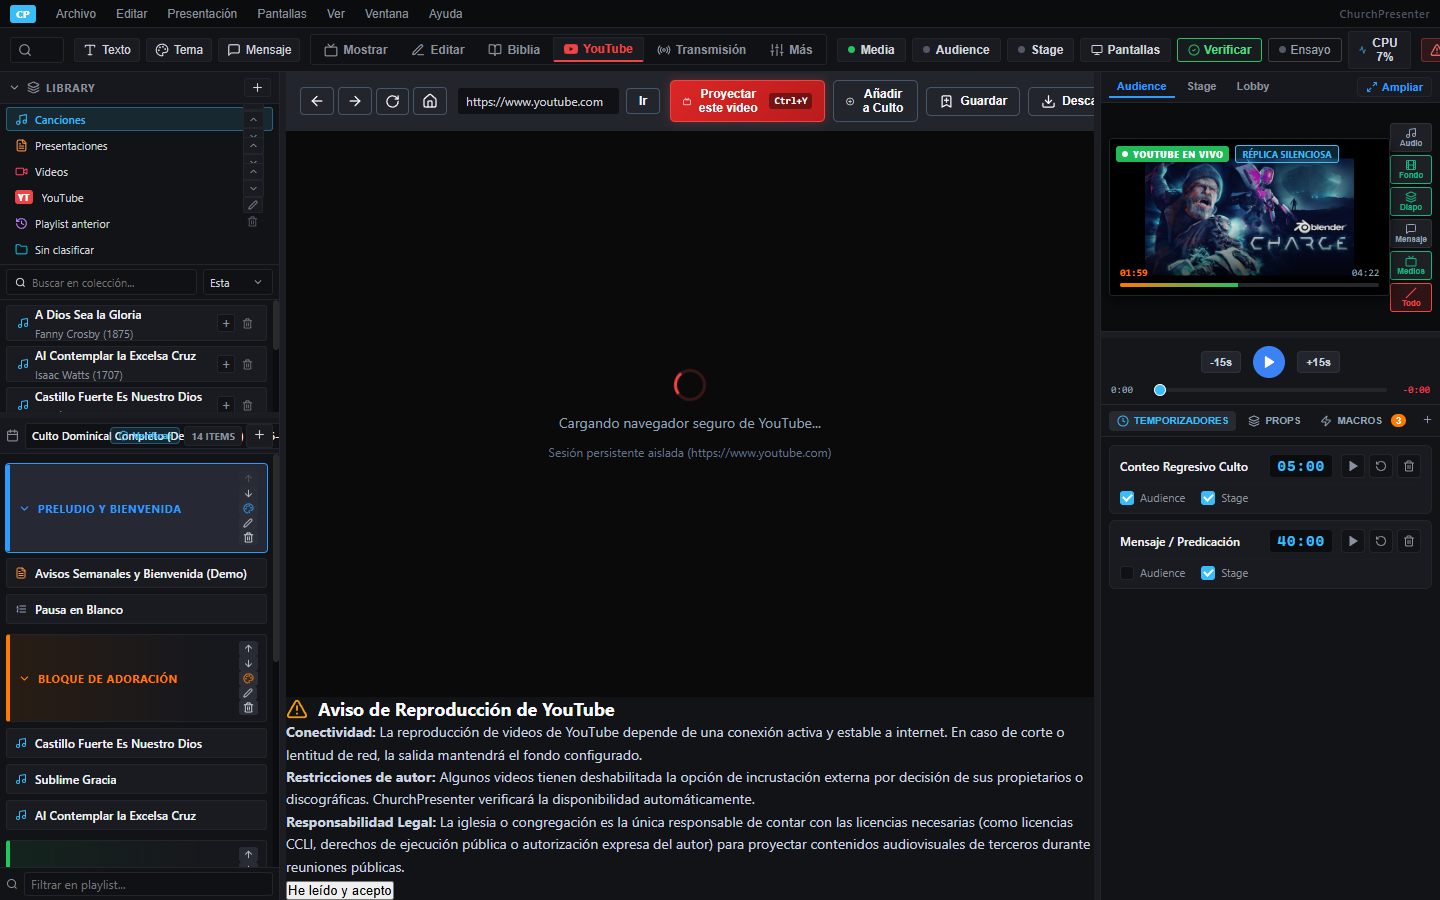 CP Archivo Editar Presentación Pantallas Ver Ventana Ayuda ChurchPresenter
Texto Tema Mensaje Mostrar Editar Biblia YouTube Transmisión Más Media Audience Stage Pantallas Verificar Ensayo CPU 7%
LIBRARY
Canciones
Presentaciones
Videos
YT YouTube
Playlist anterior
Sin clasificar
Buscar en colección...
Esta
A Dios Sea la Gloria
Fanny Crosby (1875)
Al Contemplar la Excelsa Cruz
Isaac Watts (1707)
Castillo Fuerte Es Nuestro Dios
Culto Dominical Completo (De
14 ITEMS
PRELUDIO Y BIENVENIDA
Avisos Semanales y Bienvenida (Demo)
Pausa en Blanco
BLOQUE DE ADORACIÓN
Castillo Fuerte Es Nuestro Dios
Sublime Gracia
Al Contemplar la Excelsa Cruz
Filtrar en playlist...
https://www.youtube.com
Ir
Proyectar este video Ctrl+Y
Añadir a Culto
Guardar
Desca
Cargando navegador seguro de YouTube...
Sesión persistente aislada (https://www.youtube.com)
Aviso de Reproducción de YouTube
Conectividad: La reproducción de videos de YouTube depende de una conexión activa y estable a internet. En caso de corte o
lentitud de red, la salida mantendrá el fondo configurado.
Restricciones de autor: Algunos videos tienen deshabilitada la opción de incrustación externa por decisión de sus propietarios o
discográficas. ChurchPresenter verificará la disponibilidad automáticamente.
Responsabilidad Legal: La iglesia o congregación es la única responsable de contar con las licencias necesarias (como licencias
CCLI, derechos de ejecución pública o autorización expresa del autor) para proyectar contenidos audiovisuales de terceros durante
reuniones públicas.
He leído y acepto
Audience Stage Lobby Ampliar
YOUTUBE EN VIVO
RÉPLICA SILENCIOSA
blender
CHARGE
01:59
04:22
Audio
Fondo
Diapo
Mensaje
Medios
Todo
-15s
+15s
0:00
-0:00
TEMPORIZADORES PROPS MACROS 3
Conteo Regresivo Culto 05:00
Audience Stage
Mensaje / Predicación 40:00
Audience Stage